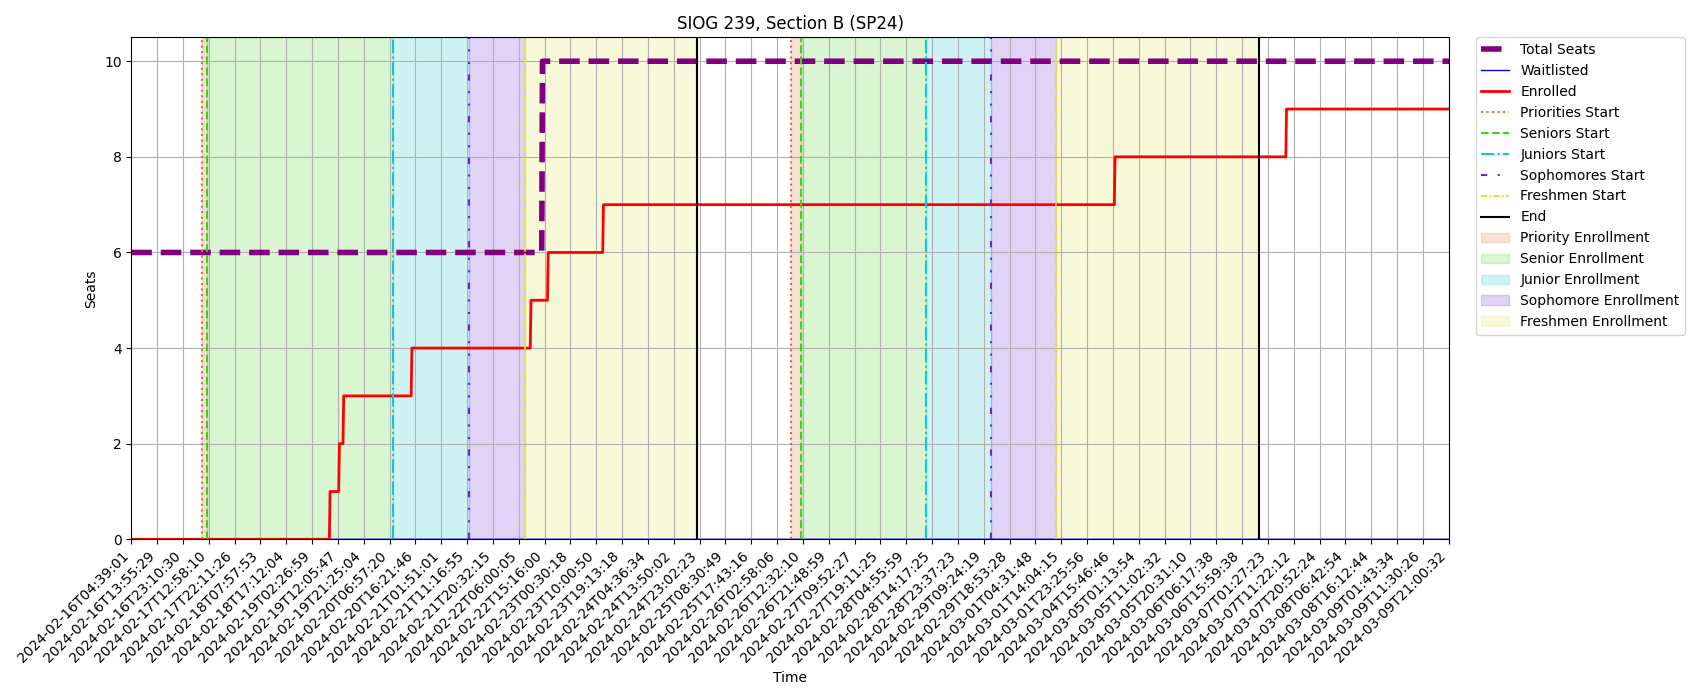 SIOG 239, Section B (SP24)
Seats
10
8
6
4
2
0
2024-02-16T04:39:01
2024-02-16T13:55:29
2024-02-16T23:10:30
2024-02-17T12:58:10
2024-02-17T22:11:26
2024-02-18T07:57:53
2024-02-18T17:12:04
2024-02-19T02:26:59
2024-02-19T12:05:47
2024-02-19T21:25:04
2024-02-20T06:57:20
2024-02-20T16:21:46
2024-02-21T01:51:01
2024-02-21T11:16:55
2024-02-21T20:32:15
2024-02-22T06:00:05
2024-02-22T15:16:00
2024-02-23T00:30:18
2024-02-23T10:00:50
2024-02-23T19:13:18
2024-02-24T04:36:34
2024-02-24T13:50:02
2024-02-24T23:02:23
2024-02-25T08:30:49
2024-02-25T17:43:16
2024-02-26T02:58:06
2024-02-26T12:32:10
2024-02-26T21:48:59
2024-02-27T09:52:27
2024-02-27T19:11:25
2024-02-28T04:55:59
2024-02-28T14:17:25
2024-02-28T23:37:23
2024-02-29T09:24:19
2024-02-29T18:53:28
2024-03-01T04:31:48
2024-03-01T14:04:15
2024-03-01T23:25:56
2024-03-04T15:46:46
2024-03-05T01:13:54
2024-03-05T11:02:32
2024-03-05T20:31:10
2024-03-06T06:17:38
2024-03-06T15:59:38
2024-03-07T01:27:23
2024-03-07T11:22:12
2024-03-07T20:52:24
2024-03-08T06:42:54
2024-03-08T16:12:44
2024-03-09T01:43:34
2024-03-09T11:30:26
2024-03-09T21:00:32
Time
Total Seats
Waitlisted
Enrolled
Priorities Start
Seniors Start
Juniors Start
Sophomores Start
Freshmen Start
End
Priority Enrollment
Senior Enrollment
Junior Enrollment
Sophomore Enrollment
Freshmen Enrollment